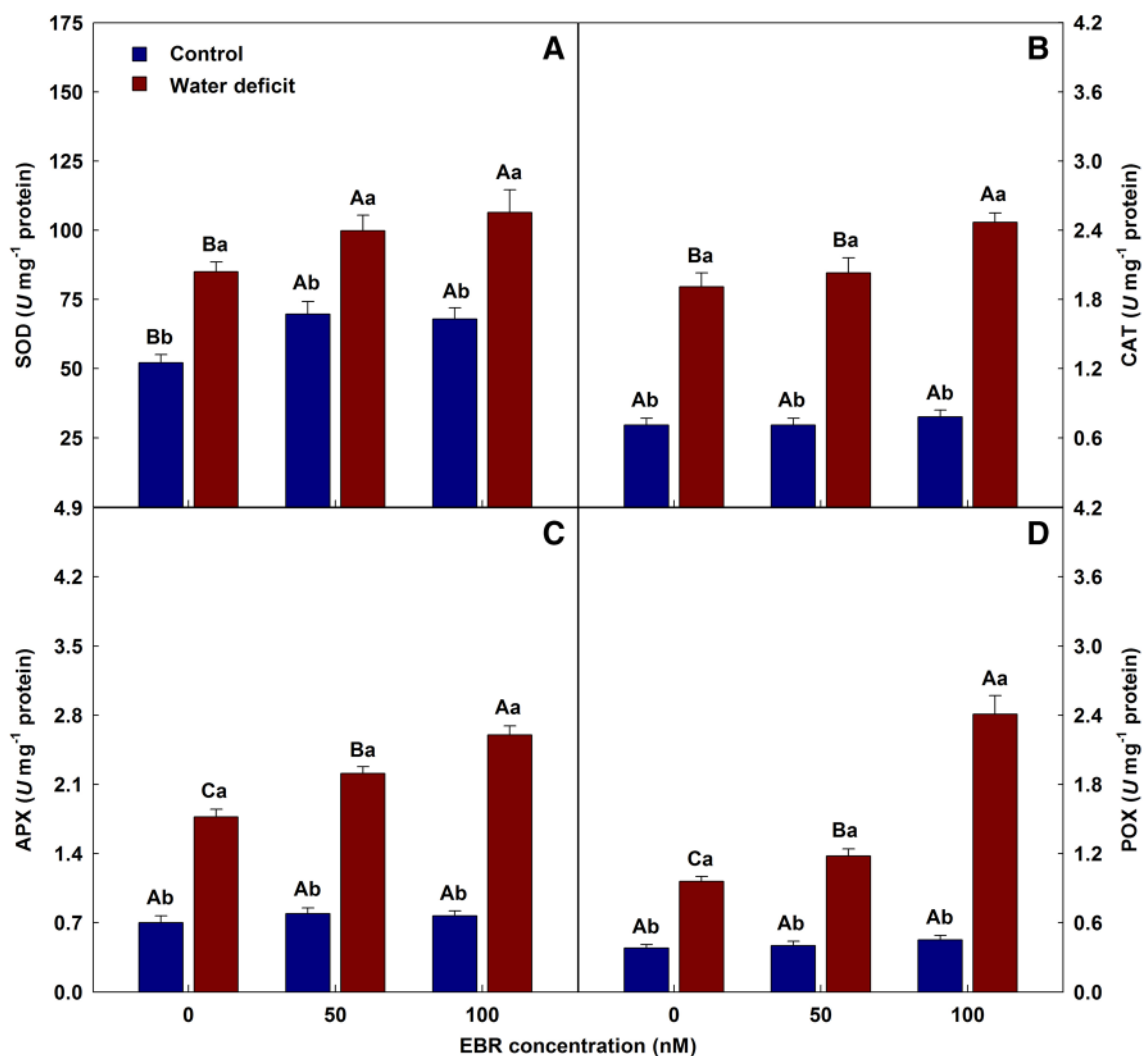 175
150
125
100
75
50
25
4.9
SOD (U mg⁻¹ protein)
Control
Water deficit
A
Bb
Ba
Ab
Aa
Ab
Aa
B
Ab
Ba
Ab
Ba
Ab
Aa
4.2
3.6
3.0
2.4
1.8
1.2
0.6
4.2
CAT (U mg⁻¹ protein)
4.2
3.5
2.8
2.1
1.4
0.7
0.0
APX (U mg⁻¹ protein)
C
Ab
Ca
Ab
Ba
Ab
Aa
D
Ab
Ca
Ab
Ba
Ab
Aa
3.6
3.0
2.4
1.8
1.2
0.6
0.0
POX (U mg⁻¹ protein)
0 50 100 0 50 100
EBR concentration (nM)